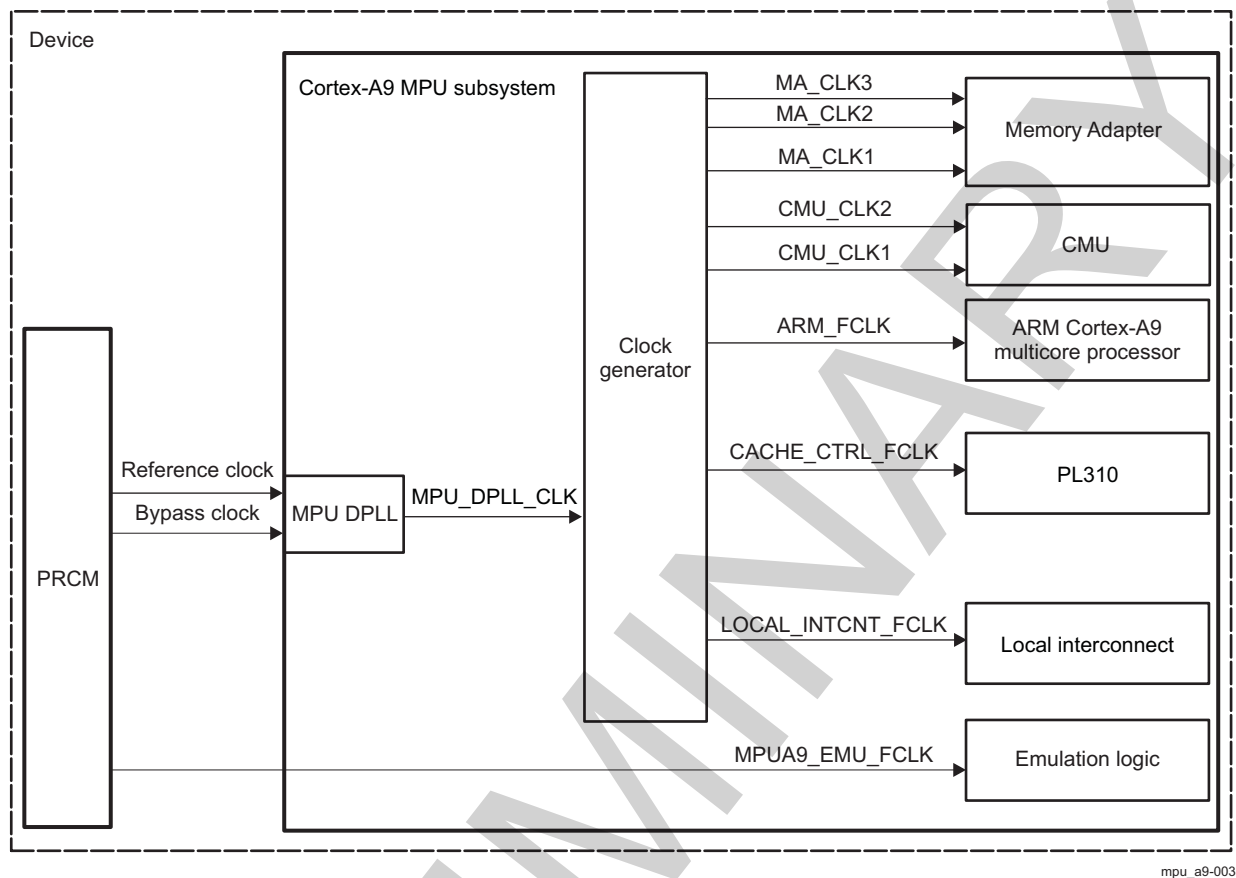 Device
Cortex-A9 MPU subsystem
MA_CLK3
MA_CLK2
MA_CLK1
Memory Adapter
CMU_CLK2
CMU_CLK1
CMU
ARM_FCLK
ARM Cortex-A9
multicore processor
Clock
generator
CACHE_CTRL_FCLK
PL310
Reference clock
Bypass clock
MPU DPLL
MPU_DPLL_CLK
PRCM
LOCAL_INTCNT_FCLK
Local interconnect
MPUA9_EMU_FCLK
Emulation logic
mpu_a9-003